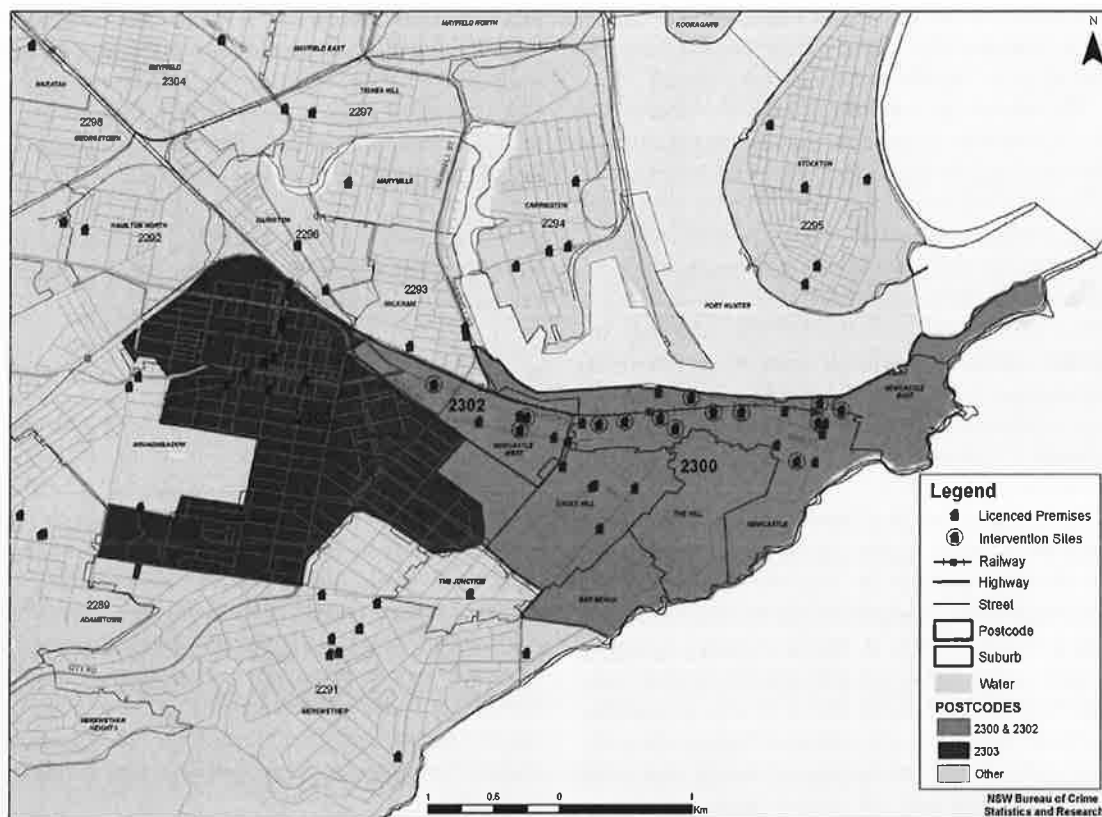 KOORAGANG
MAYFIELD NORTH
MAYFIELD EAST
MAYFIELD
2304
WARATAH
TIGHES HILL
2297
2298
GEORGETOWN
MARYVILLE
STOCKTON
CARRINGTON
2294
ISLINGTON
2296
HAMILTON NORTH
2292
2295
2293
WICKHAM
PORT HUNTER
NEWCASTLE EAST
2302
NEWCASTLE WEST
BROADMEADOW
2300
COOKS HILL
THE HILL
NEWCASTLE
THE JUNCTION
BAR BEACH
2289
ADAMSTOWN
CITY RD
2291
MEREWETHER
MEREWETHER HEIGHTS
N
Legend
Licenced Premises
Intervention Sites
Railway
Highway
Street
Postcode
Suburb
Water
POSTCODES
2300 & 2302
2303
Other
1 0.5 0 1
Km
NSW Bureau of Crime
Statistics and Research